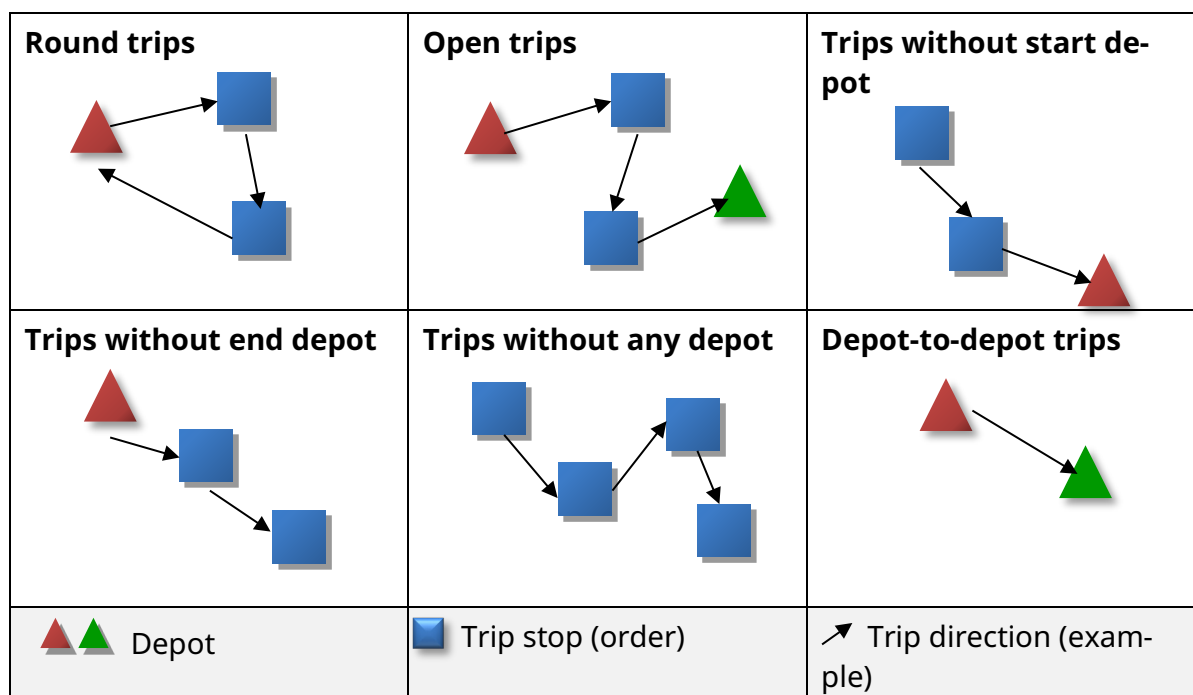 Round trips
Open trips
Trips without start de-
pot
Trips without end depot
Trips without any depot
Depot-to-depot trips
Depot
Trip stop (order)
Trip direction (exam-
ple)